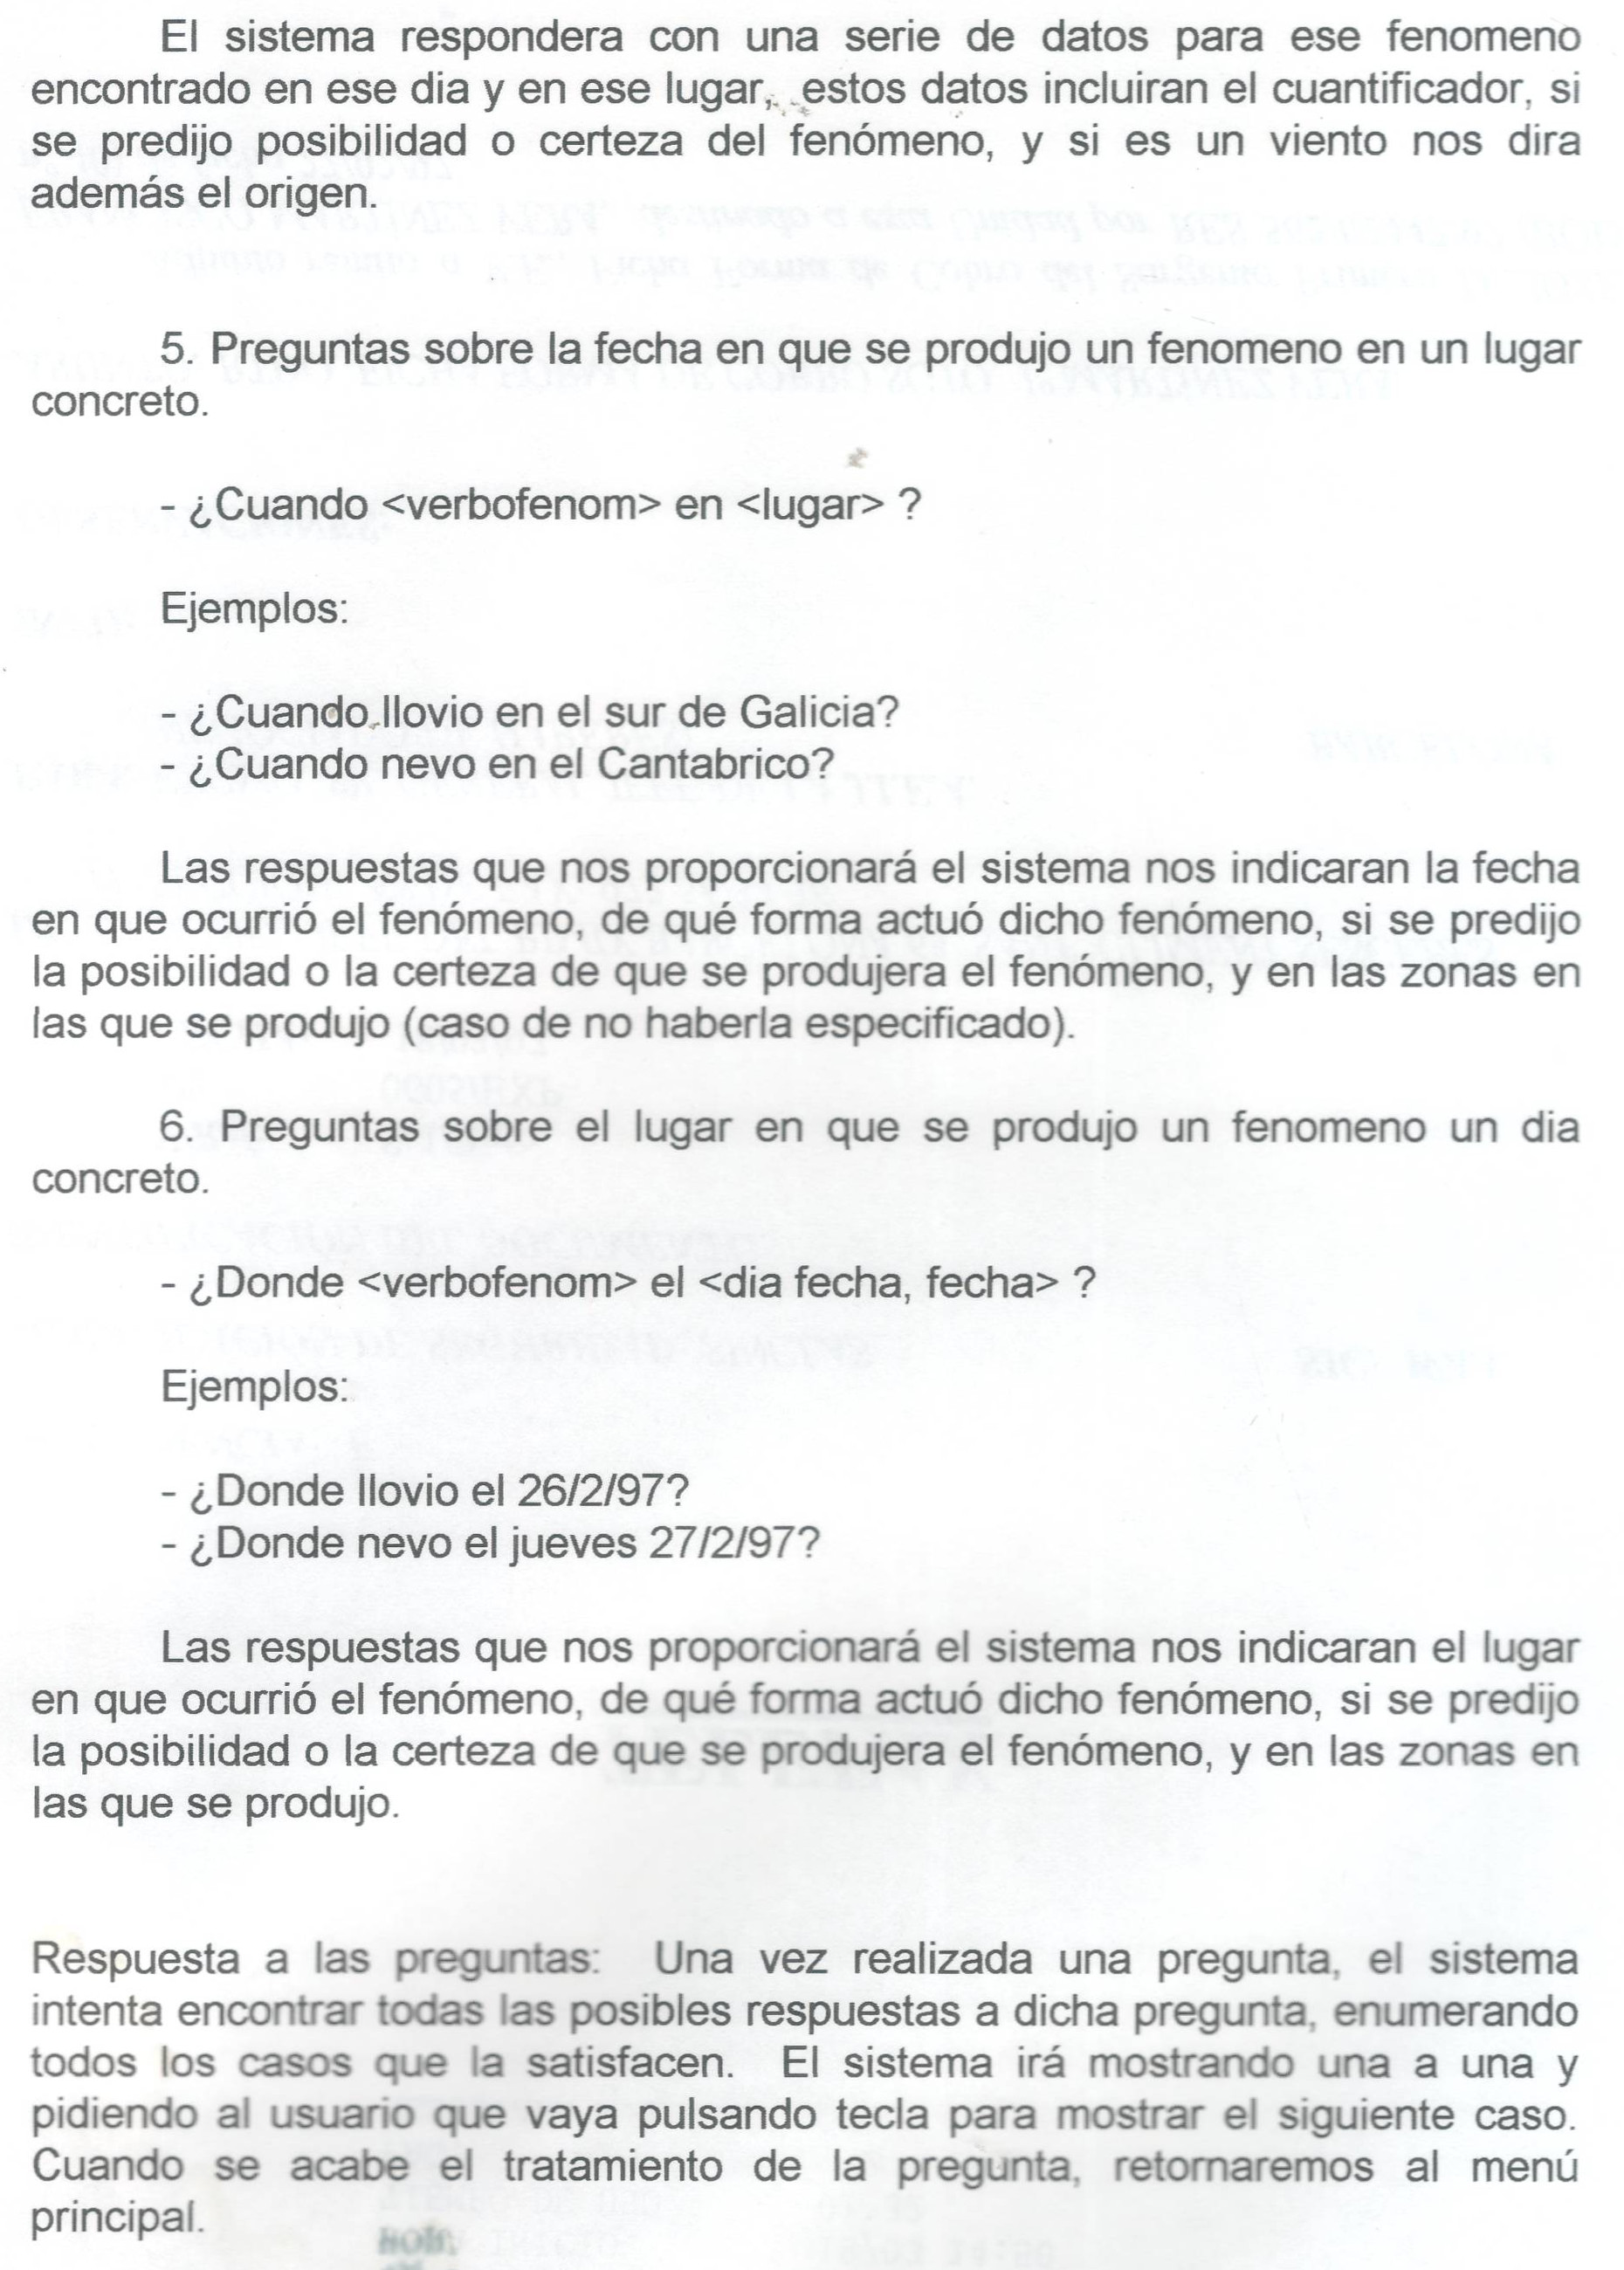 El sistema respondera con una serie de datos para ese fenomeno
encontrado en ese dia y en ese lugar, estos datos incluiran el cuantificador, si
se predijo posibilidad o certeza del fenómeno, y si es un viento nos dira
además el origen.
5. Preguntas sobre la fecha en que se produjo un fenomeno en un lugar
concreto.
- ¿Cuando <verbofenom> en <lugar> ?
Ejemplos:
- ¿Cuando llovio en el sur de Galicia?
- ¿Cuando nevo en el Cantabrico?
Las respuestas que nos proporcionará el sistema nos indicaran la fecha
en que ocurrió el fenómeno, de qué forma actuó dicho fenómeno, si se predijo
la posibilidad o la certeza de que se produjera el fenómeno, y en las zonas en
las que se produjo (caso de no haberla especificado).
6. Preguntas sobre el lugar en que se produjo un fenomeno un dia
concreto.
- ¿Donde <verbofenom> el <dia fecha, fecha> ?
Ejemplos:
- ¿Donde llovio el 26/2/97?
- ¿Donde nevo el jueves 27/2/97?
Las respuestas que nos proporcionará el sistema nos indicaran el lugar
en que ocurrió el fenómeno, de qué forma actuó dicho fenómeno, si se predijo
la posibilidad o la certeza de que se produjera el fenómeno, y en las zonas en
las que se produjo.
Respuesta a las preguntas: Una vez realizada una pregunta, el sistema
intenta encontrar todas las posibles respuestas a dicha pregunta, enumerando
todos los casos que la satisfacen. El sistema irá mostrando una a una y
pidiendo al usuario que vaya pulsando tecla para mostrar el siguiente caso.
Cuando se acabe el tratamiento de la pregunta, retornaremos al menú
principal.